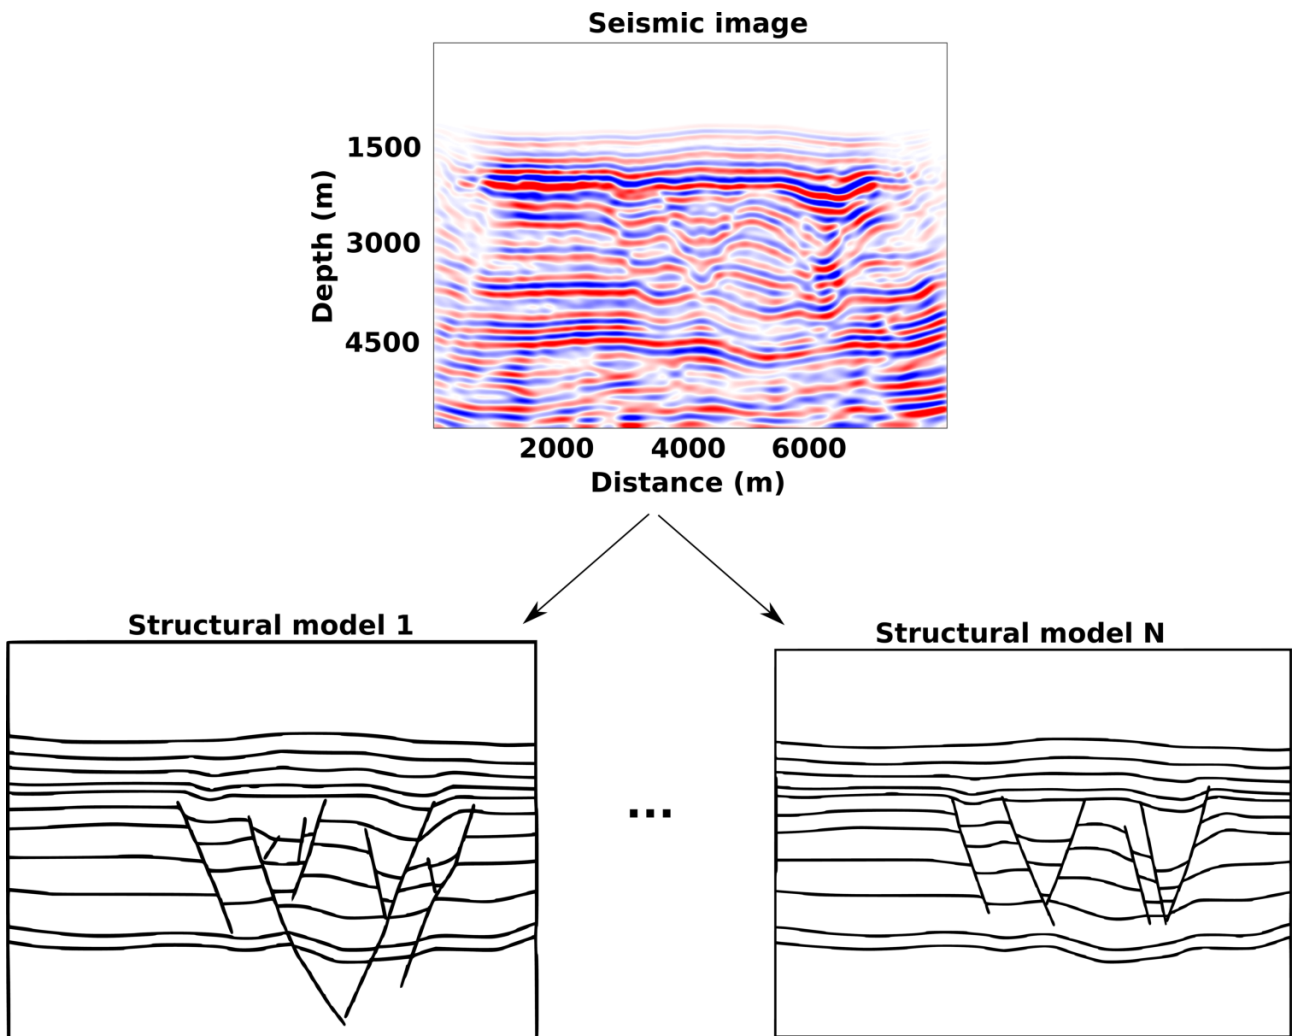 Seismic image
1500
3000
4500
Depth (m)
2000 4000 6000
Distance (m)
Structural model 1
Structural model N
...